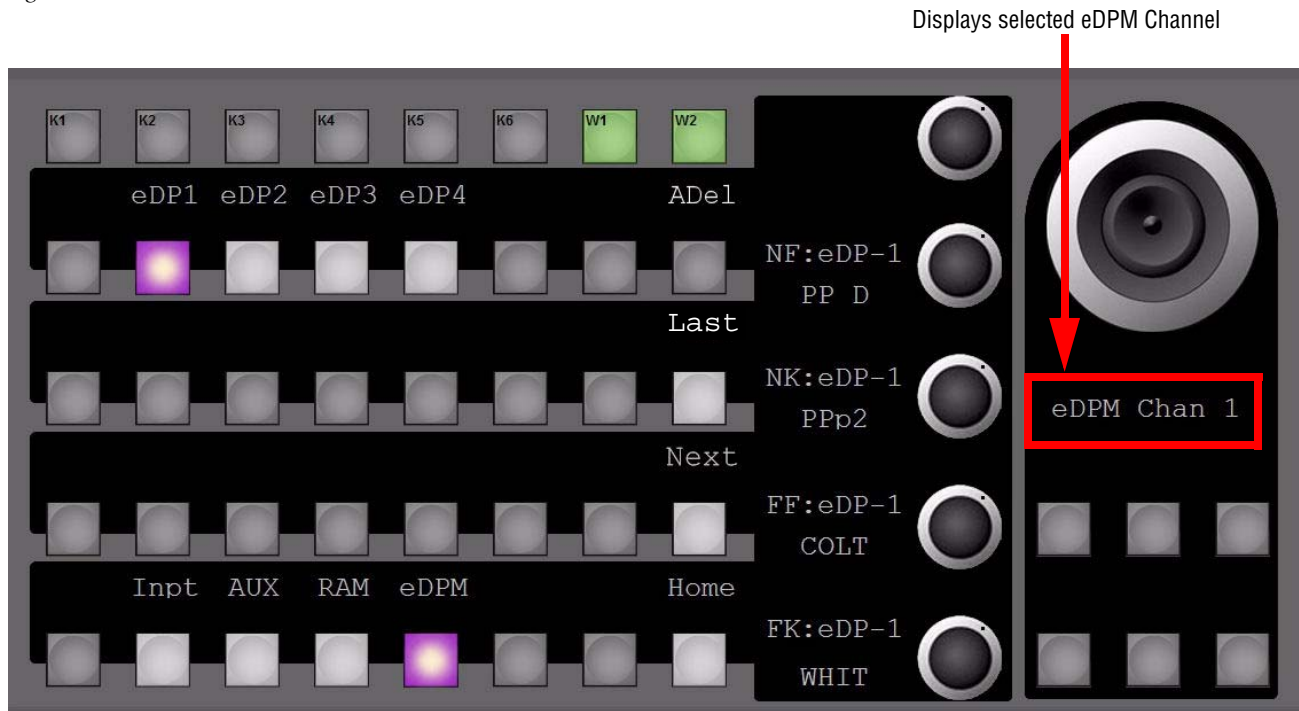 Displays selected eDPM Channel
K1 K2 K3 K4 K5 K6 W1 W2
eDP1 eDP2 eDP3 eDP4 ADel
NF:eDP-1
PP D
Last
NK:eDP-1
PPp2
eDPM Chan 1
Next
FF:eDP-1
COLT
Inpt AUX RAM eDPM Home
FK:eDP-1
WHIT